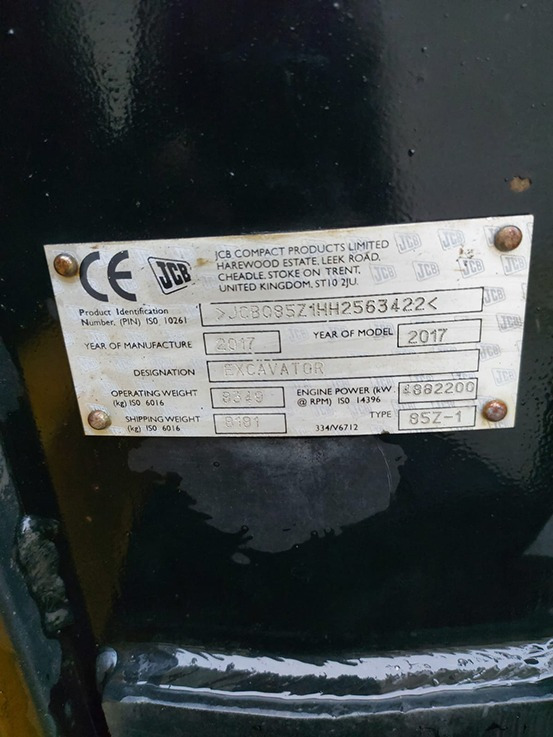 CE JCB
JCB COMPACT PRODUCTS LIMITED
HAREWOOD ESTATE, LEEK ROAD,
CHEADLE, STOKE ON TRENT,
UNITED KINGDOM. ST10 2JU.
Product Identification
Number, (PIN) ISO 10261
>JCB085Z1HH2563422<
YEAR OF MANUFACTURE 2017 YEAR OF MODEL 2017
DESIGNATION EXCAVATOR
OPERATING WEIGHT
(kg) ISO 6016
8349
ENGINE POWER (kW
@ RPM) ISO 14396
SHIPPING WEIGHT
(kg) ISO 6016
334/V6712
TYPE 85Z-1